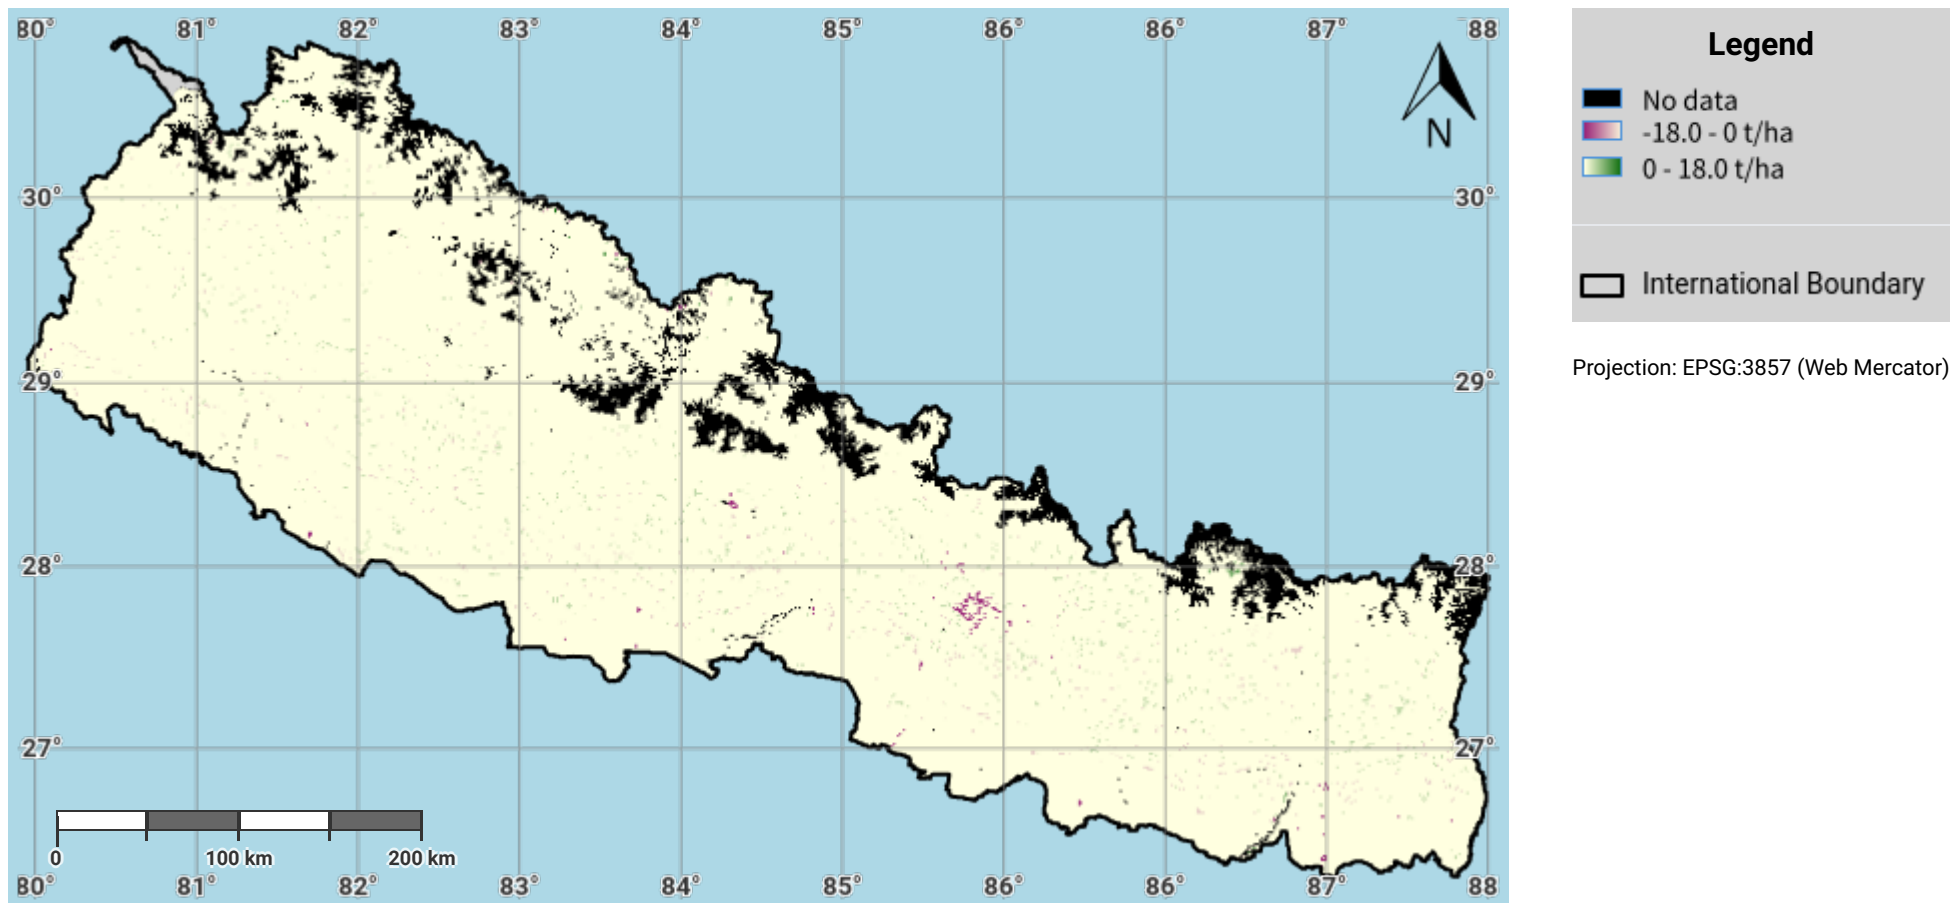 80° 81° 82° 83° 84° 85° 86° 86° 87° 88
N
30° 30°
29° 29°
28° 28°
27° 27°
0 100 km 200 km
80° 81° 82° 83° 84° 85° 86° 86° 87° 88
Legend
No data
-18.0 - 0 t/ha
0 - 18.0 t/ha
International Boundary
Projection: EPSG:3857 (Web Mercator)